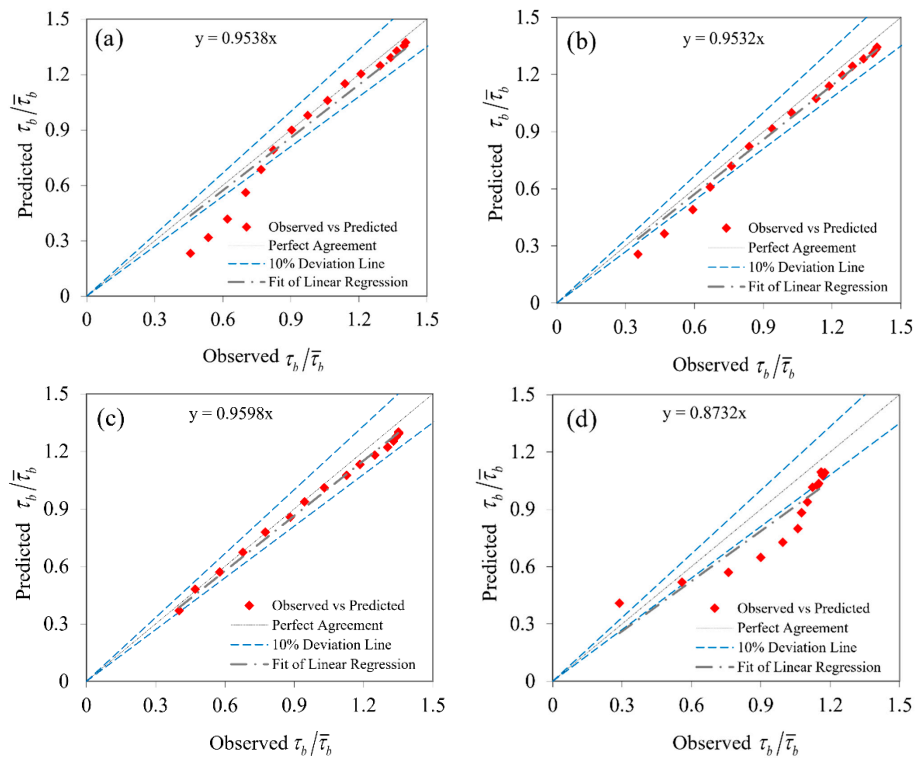 (a)
y = 0.9538x
Predicted τb/τ̄b
1.5
1.2
0.9
0.6
0.3
0
Observed vs Predicted
Perfect Agreement
10% Deviation Line
Fit of Linear Regression
0 0.3 0.6 0.9 1.2 1.5
Observed τb/τ̄b
(b)
y = 0.9532x
Predicted τb/τ̄b
1.5
1.2
0.9
0.6
0.3
0
Observed vs Predicted
Perfect Agreement
10% Deviation Line
Fit of Linear Regression
0 0.3 0.6 0.9 1.2 1.5
Observed τb/τ̄b
(c)
y = 0.9598x
Predicted τb/τ̄b
1.5
1.2
0.9
0.6
0.3
0
Observed vs Predicted
Perfect Agreement
10% Deviation Line
Fit of Linear Regression
0 0.3 0.6 0.9 1.2 1.5
Observed τb/τ̄b
(d)
y = 0.8732x
Predicted τb/τ̄b
1.5
1.2
0.9
0.6
0.3
0
Observed vs Predicted
Perfect Agreement
10% Deviation Line
Fit of Linear Regression
0 0.3 0.6 0.9 1.2 1.5
Observed τb/τ̄b